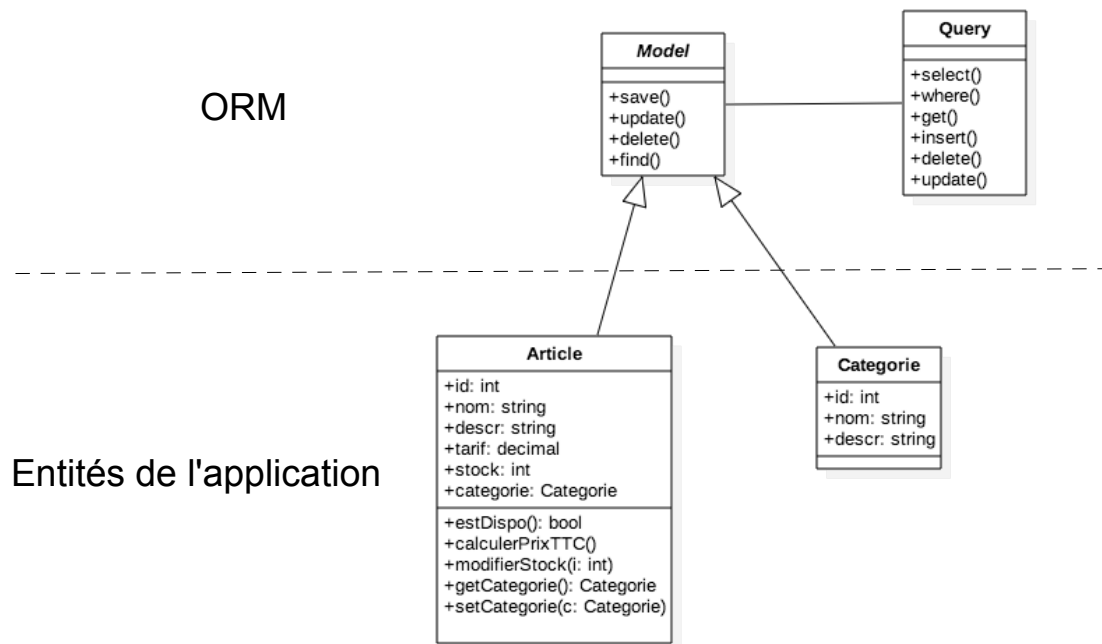 ORM
Model
+save()
+update()
+delete()
+find()
Query
+select()
+where()
+get()
+insert()
+delete()
+update()
Entités de l'application
Article
+id: int
+nom: string
+descr: string
+tarif: decimal
+stock: int
+categorie: Categorie
+estDispo(): bool
+calculerPrixTTC()
+modifierStock(i: int)
+getCategorie(): Categorie
+setCategorie(c: Categorie)
Categorie
+id: int
+nom: string
+descr: string